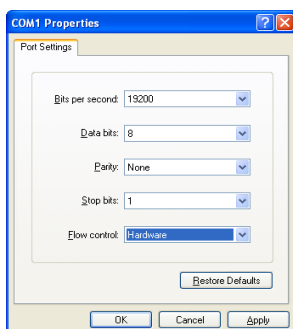 COM1 Properties
Port Settings
Bits per second: 19200
Data bits: 8
Parity: None
Stop bits: 1
Flow control: Hardware
Restore Defaults
OK Cancel Apply